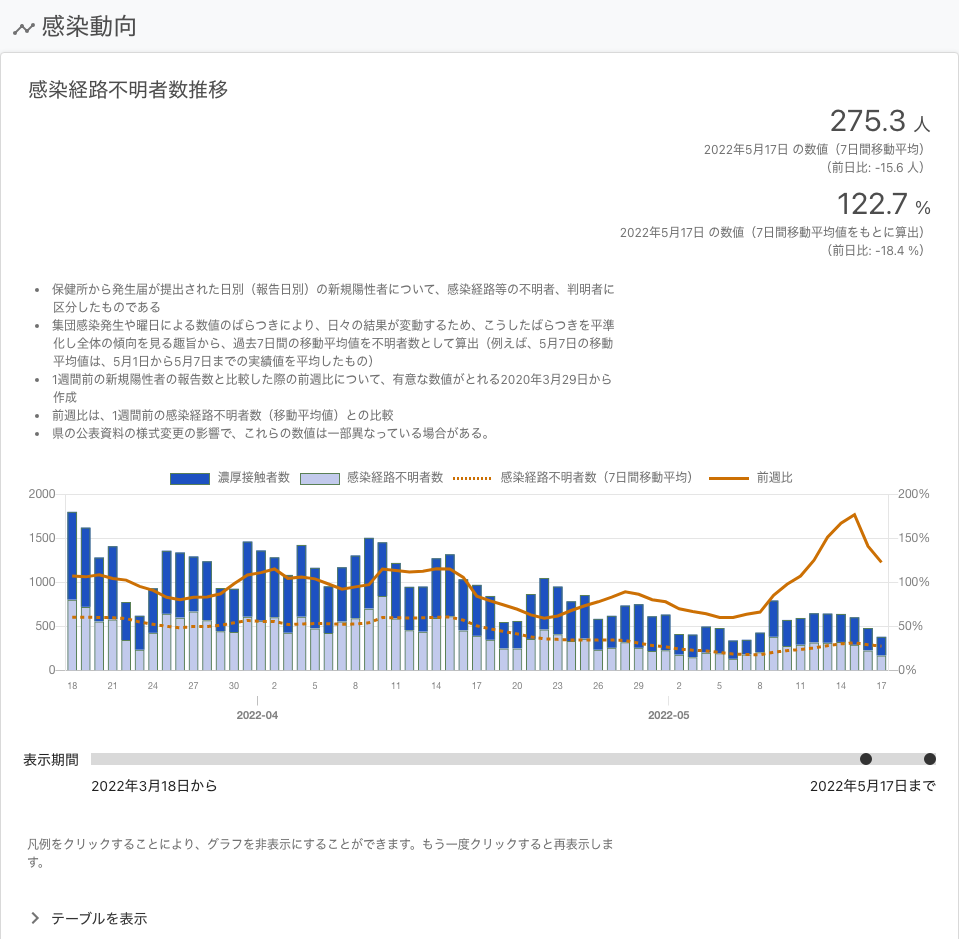 感染動向
感染経路不明者数推移
275.3 人
2022年5月17日 の数値（7日間移動平均）
（前日比: -15.6 人）
122.7 %
2022年5月17日 の数値（7日間移動平均値をもとに算出）
（前日比: -18.4 %）
• 保健所から発生届が提出された日別（報告日別）の新規陽性者について、感染経路等の不明者、判明者に
区分したものである
• 集団感染発生や曜日による数値のばらつきにより、日々の結果が変動するため、こうしたばらつきを平準
化し全体の傾向を見る趣旨から、過去7日間の移動平均値を不明者数として算出（例えば、5月7日の移動
平均値は、5月1日から5月7日までの実績値を平均したもの）
• 1週間前の新規陽性者の報告数と比較した際の前週比について、有意な数値がとれる2020年3月29日から
作成
• 前週比は、1週間前の感染経路不明者数（移動平均値）との比較
• 県の公表資料の様式変更の影響で、これらの数値は一部異なっている場合がある。
濃厚接触者数 感染経路不明者数 感染経路不明者数（7日間移動平均） 前週比
2000 200%
1500 150%
1000 100%
500 50%
0 0%
18 21 24 27 30 2 5 8 11 14 17 20 23 26 29 2 5 8 11 14 17
2022-04 2022-05
表示期間
2022年3月18日から 2022年5月17日まで
凡例をクリックすることにより、グラフを非表示にすることができます。もう一度クリックすると再表示しま
す。
テーブルを表示